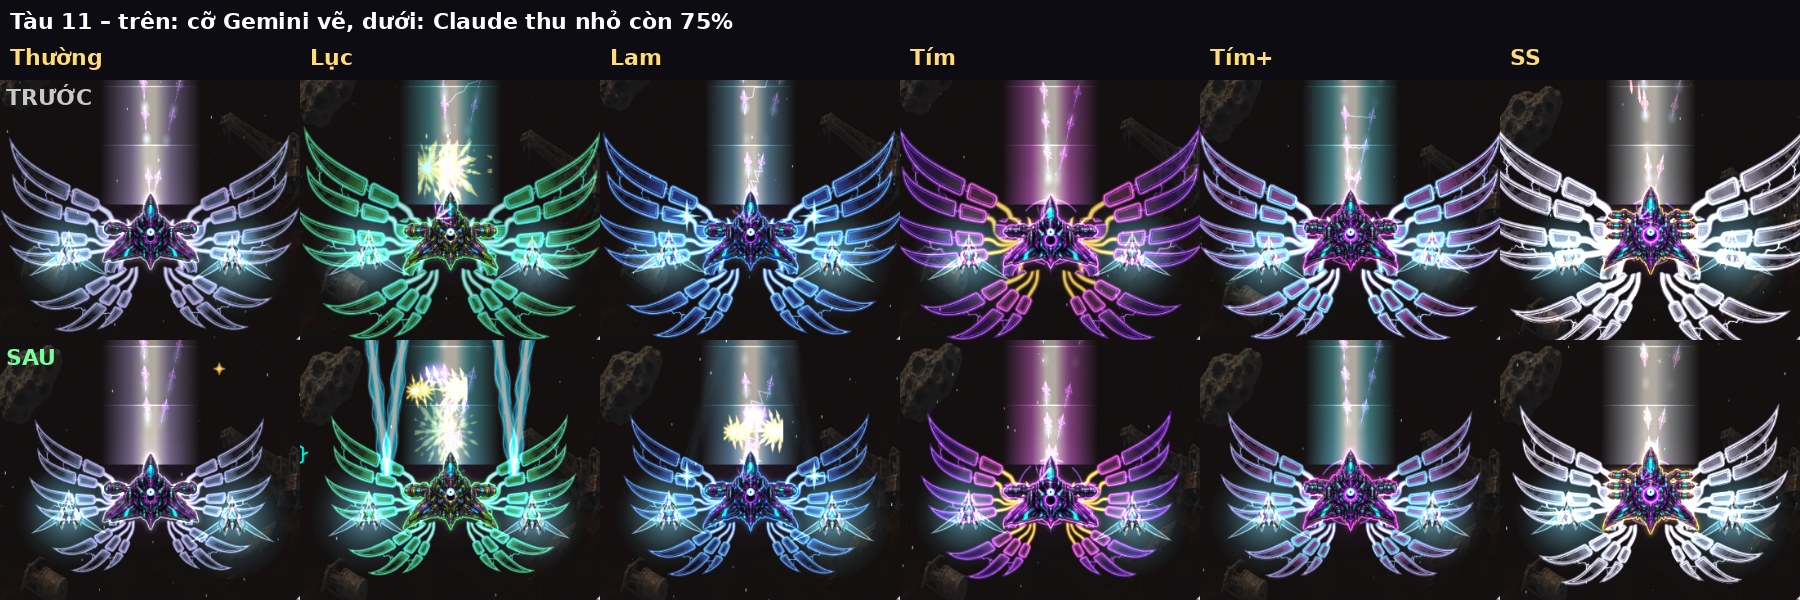 Tàu 11 – trên: cỡ Gemini vẽ, dưới: Claude thu nhỏ còn 75%
Thường Lục Lam Tím Tím+ SS
TRƯỚC
SAU